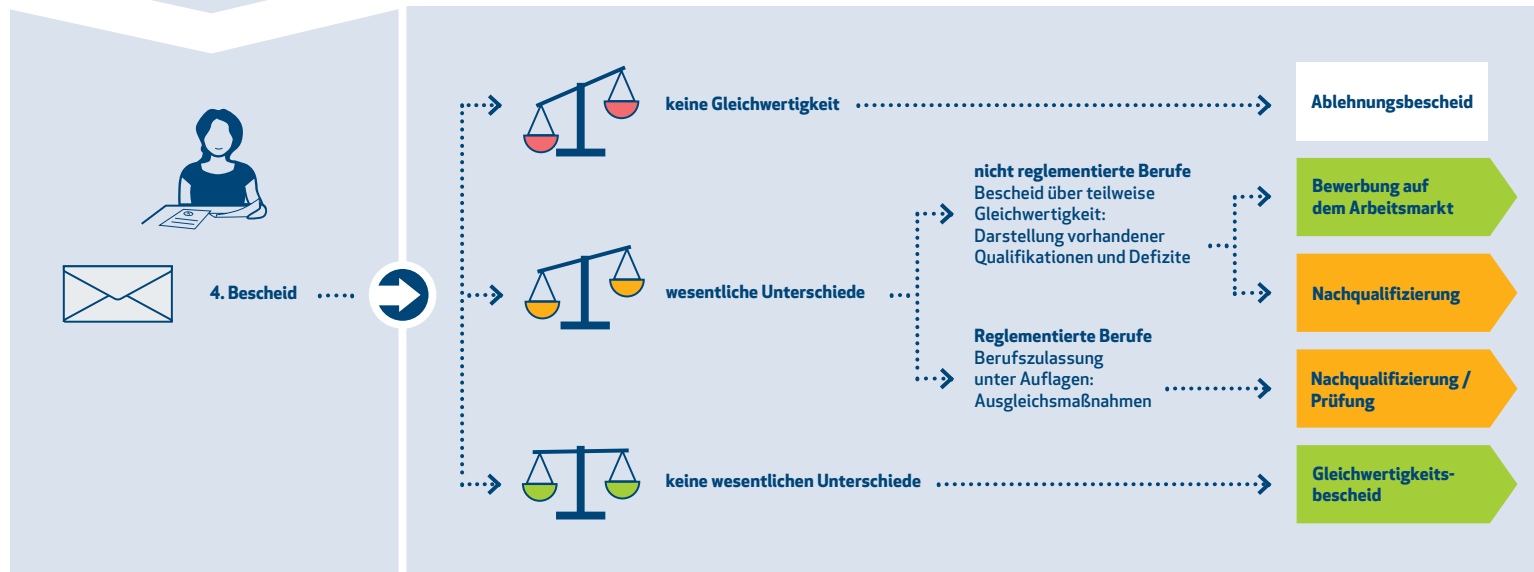 4. Bescheid
keine Gleichwertigkeit
Ablehnungsbescheid
wesentliche Unterschiede
nicht reglementierte Berufe
Bescheid über teilweise
Gleichwertigkeit:
Darstellung vorhandener
Qualifikationen und Defizite
Bewerbung auf
dem Arbeitsmarkt
Nachqualifizierung
Reglementierte Berufe
Berufszulassung
unter Auflagen:
Ausgleichsmaßnahmen
Nachqualifizierung /
Prüfung
keine wesentlichen Unterschiede
Gleichwertigkeits-
bescheid